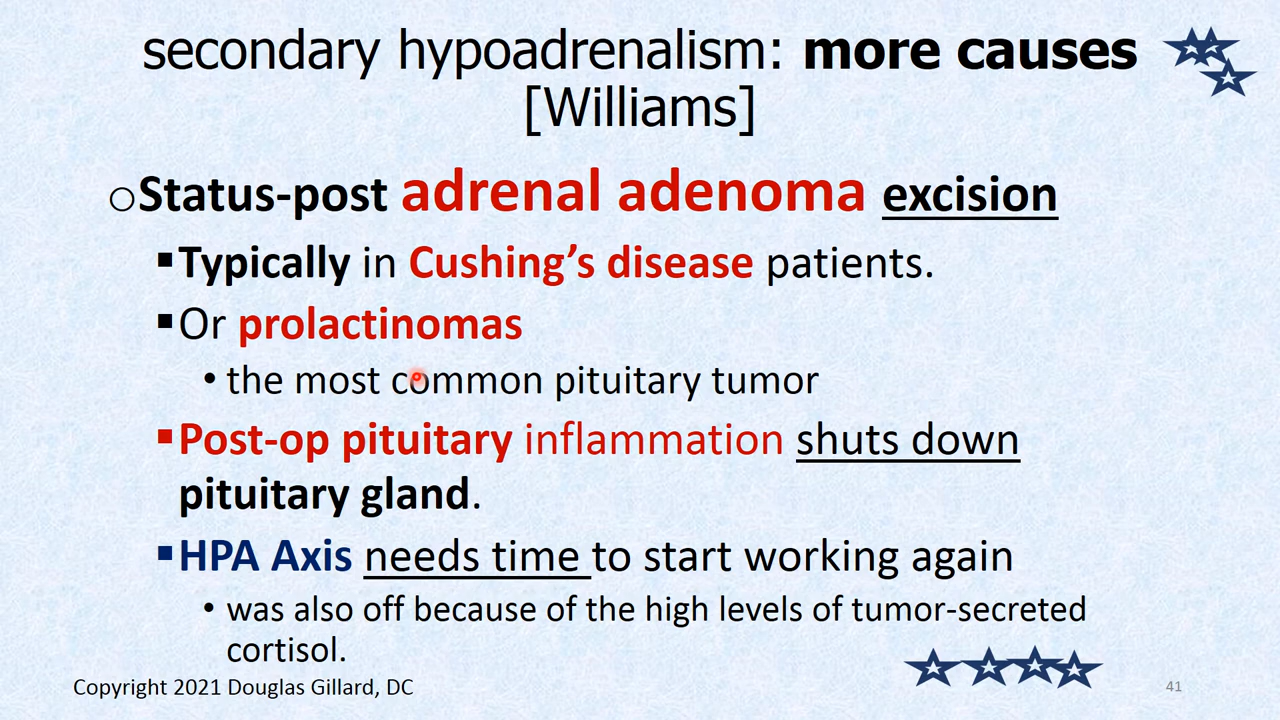 secondary hypoadrenalism: more causes
[Williams]
Status-post adrenal adenoma excision
Typically in Cushing’s disease patients.
Or prolactinomas
• the most common pituitary tumor
Post-op pituitary inflammation shuts down
pituitary gland.
HPA Axis needs time to start working again
• was also off because of the high levels of tumor-secreted
cortisol.
Copyright 2021 Douglas Gillard, DC
41